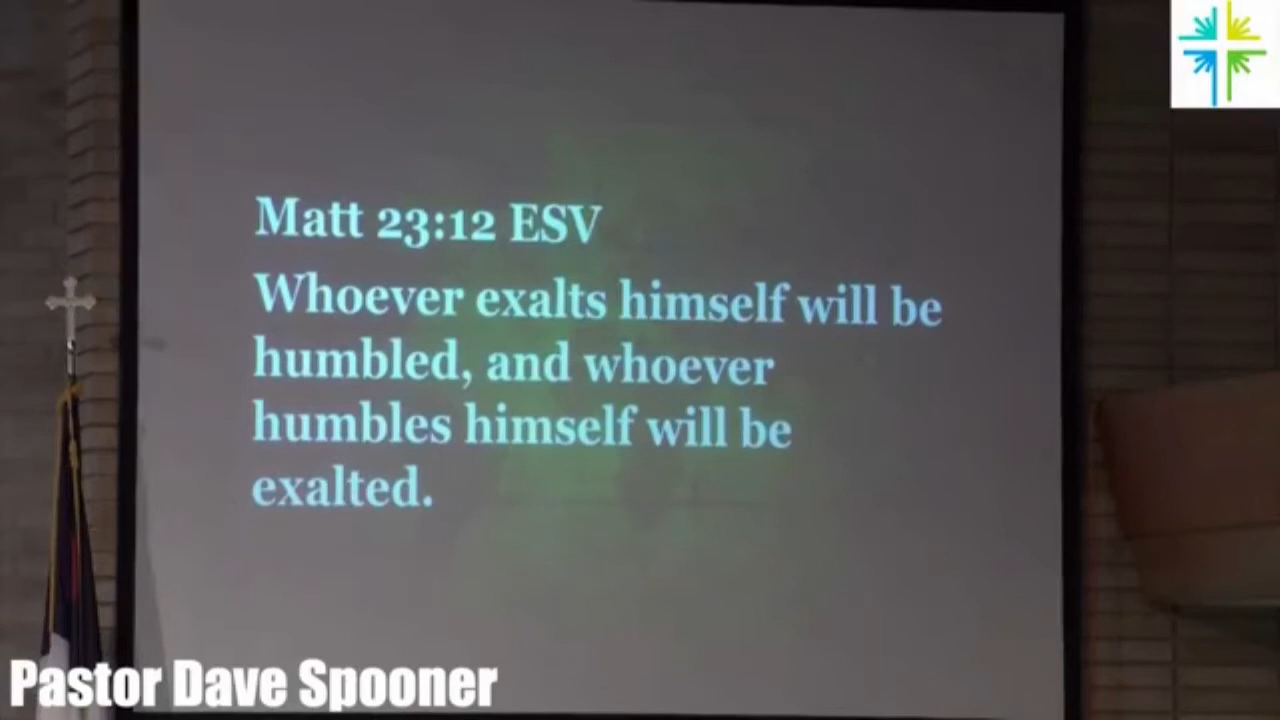 Matt 23:12 ESV
Whoever exalts himself will be
humbled, and whoever
humbles himself will be
exalted.
Pastor Dave Spooner